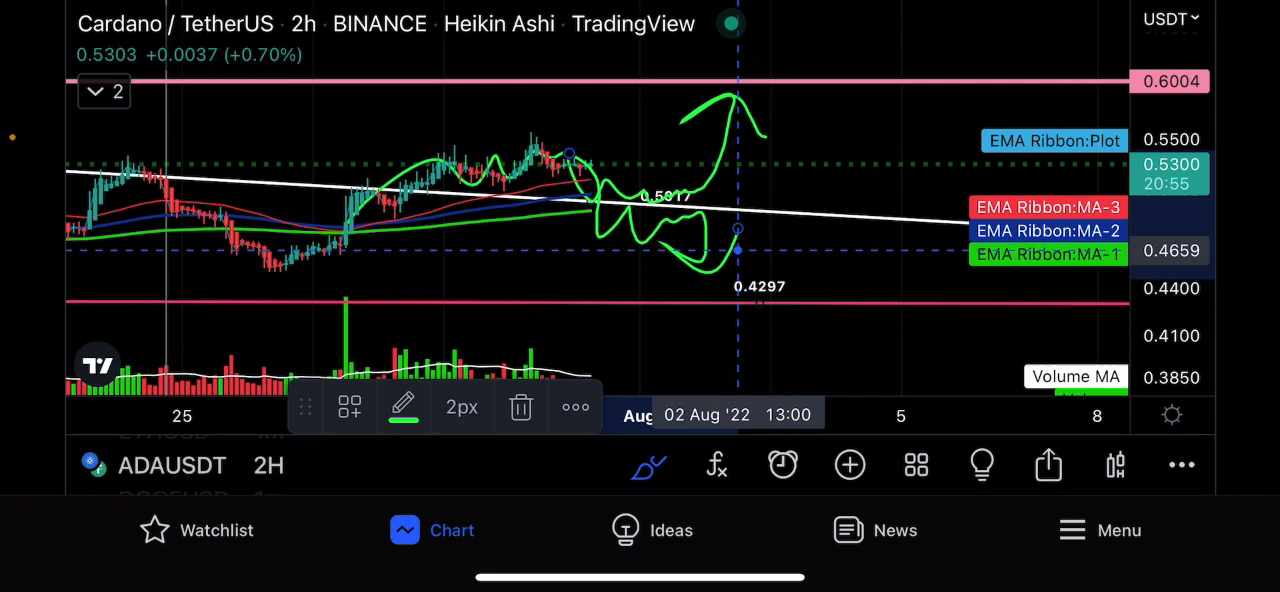 Cardano / TetherUS · 2h · BINANCE · Heikin Ashi · TradingView
USDT
0.5303 +0.0037 (+0.70%)
0.6004
2
EMA Ribbon:Plot
0.5500
0.5300
20:55
0.5017
EMA Ribbon:MA-3
EMA Ribbon:MA-2
EMA Ribbon:MA-1
0.4659
0.4297
0.4400
0.4100
Volume MA
0.3850
25
2px
Aug
02 Aug '22 13:00
5
8
ADAUSDT 2H
Watchlist
Chart
Ideas
News
Menu